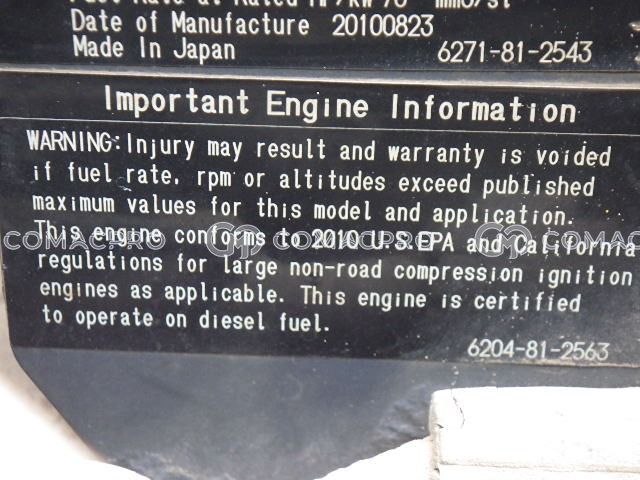 Date of Manufacture 20100823
Made In Japan 6271-81-2543
Important Engine Information
WARNING: Injury may result and warranty is voided
if fuel rate, rpm or altitudes exceed published
maximum values for this model and application.
This engine conforms to 2010 U.S.EPA and California
regulations for large non-road compression ignition
engines as applicable. This engine is certified
to operate on diesel fuel.
6204-81-2563
COMACPRO COMACPRO COMACPRO